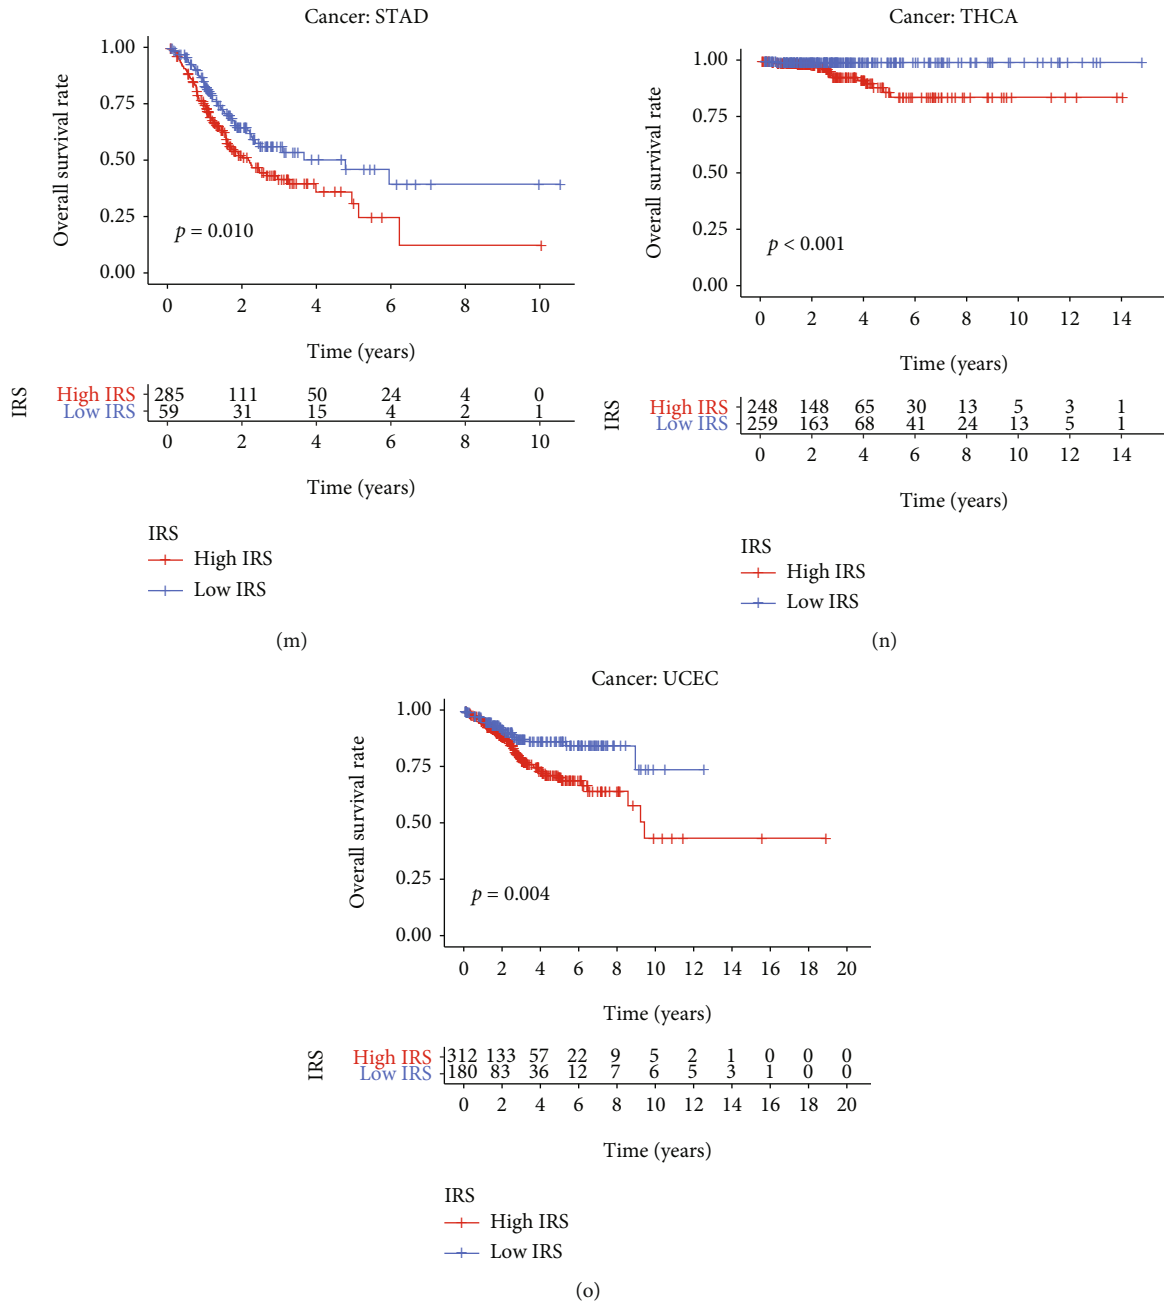 Cancer: STAD
1.00
0.75
0.50
0.25
0.00
Overall survival rate
p = 0.010
0 2 4 6 8 10
Time (years)
IRS
High IRS 285 111 50 24 4 0
Low IRS 59 31 15 4 2 1
0 2 4 6 8 10
Time (years)
IRS
High IRS
Low IRS
(m)
Cancer: THCA
1.00
0.75
0.50
0.25
0.00
Overall survival rate
p < 0.001
0 2 4 6 8 10 12 14
Time (years)
IRS
High IRS 248 148 65 30 13 5 3 1
Low IRS 259 163 68 41 24 13 5 1
0 2 4 6 8 10 12 14
Time (years)
IRS
High IRS
Low IRS
(n)
Cancer: UCEC
1.00
0.75
0.50
0.25
0.00
Overall survival rate
p = 0.004
0 2 4 6 8 10 12 14 16 18 20
Time (years)
IRS
High IRS 312 133 57 22 9 5 2 1 0 0 0
Low IRS 180 83 36 12 7 6 5 3 1 0 0
0 2 4 6 8 10 12 14 16 18 20
Time (years)
IRS
High IRS
Low IRS
(o)